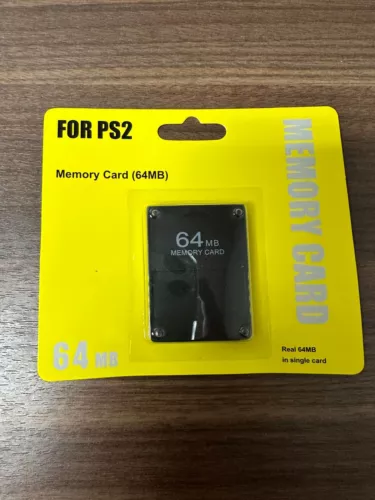 FOR PS2
Memory Card (64MB)
MEMORY CARD
64 MB
MEMORY CARD
64 MB
Real 64MB
in single card